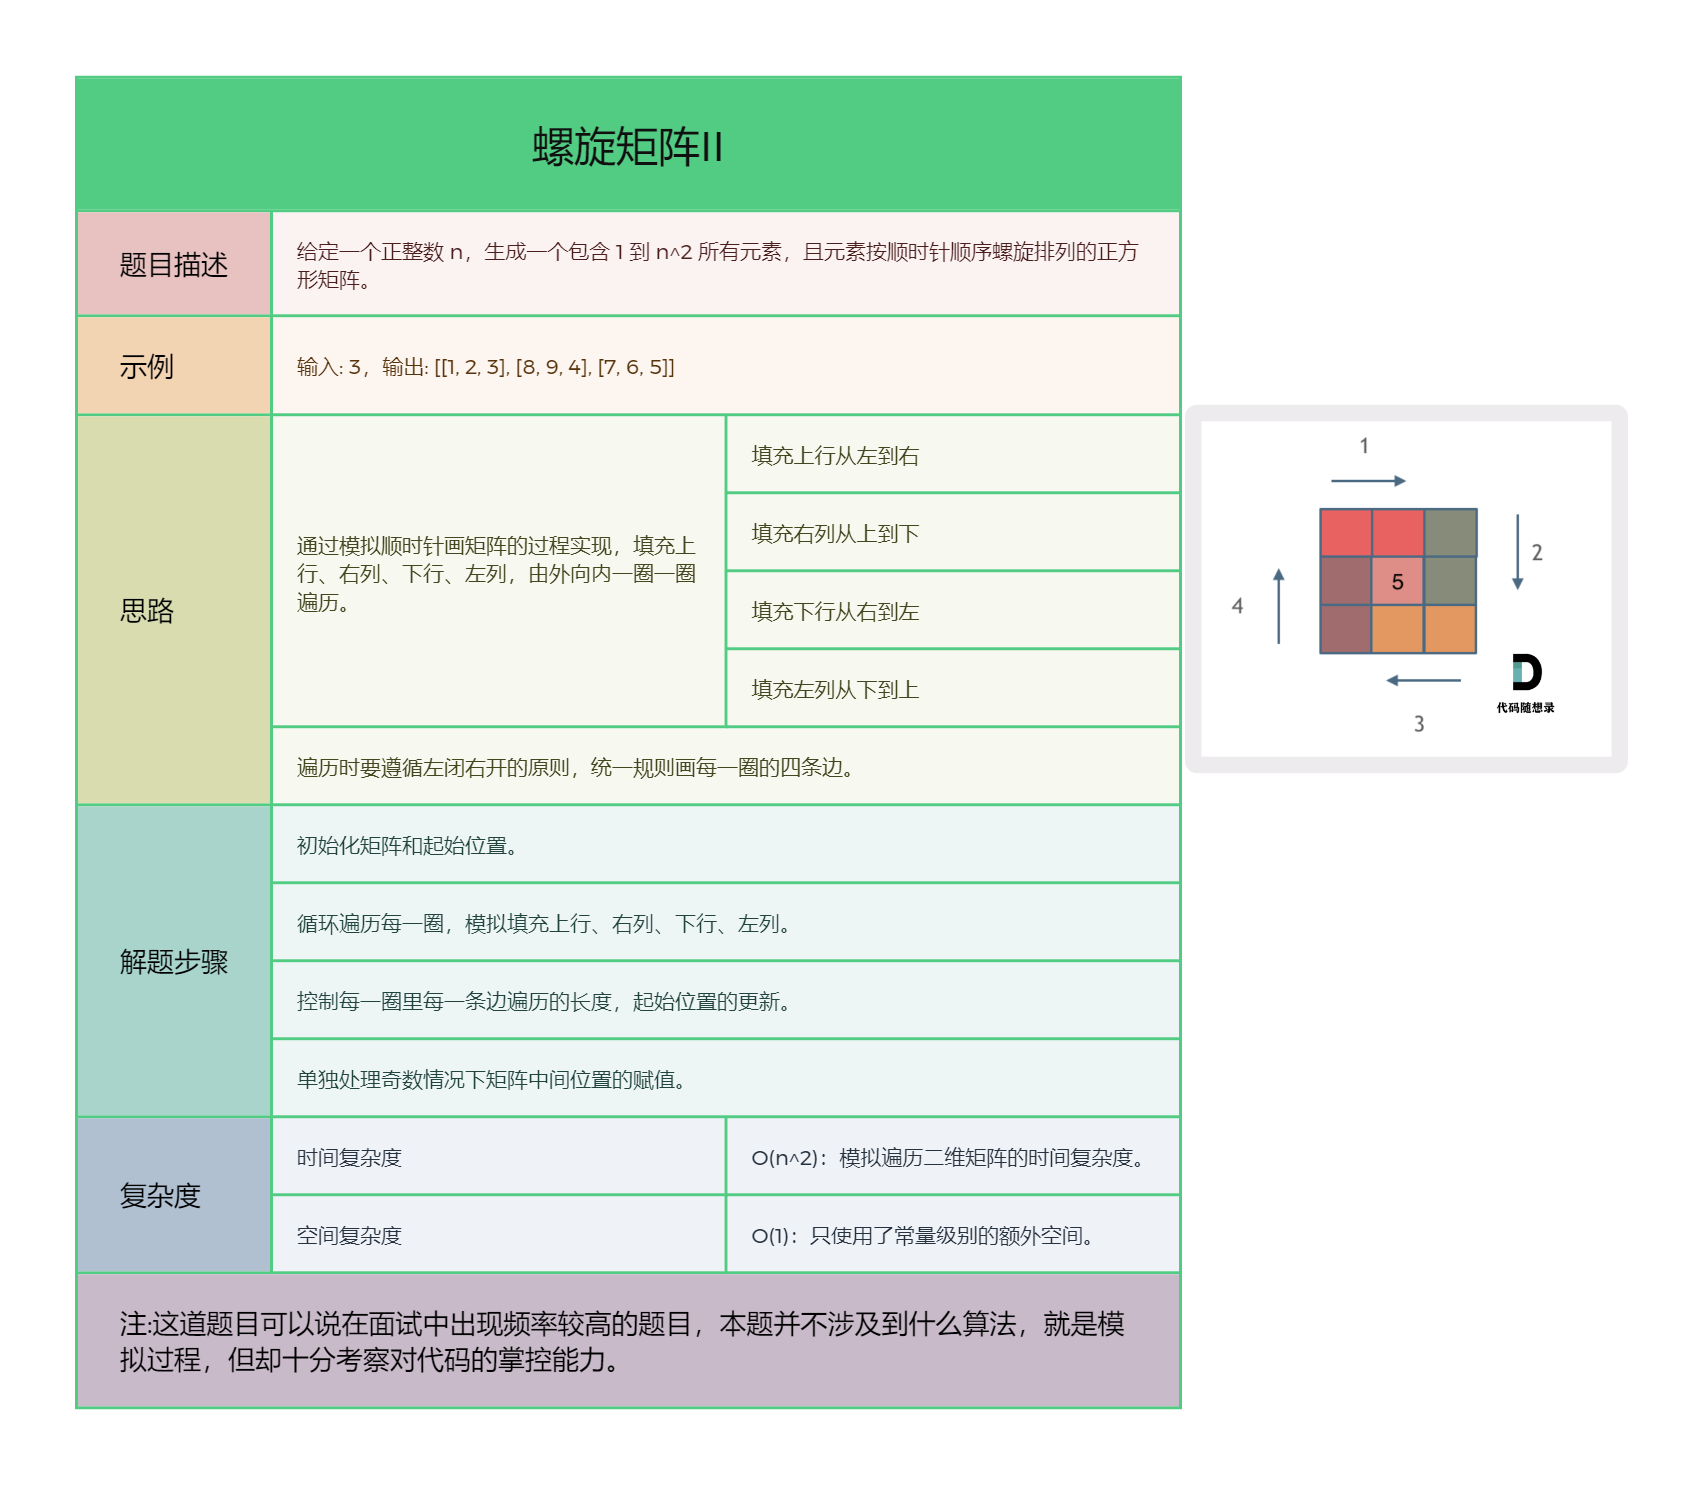 螺旋矩阵II
题目描述
给定一个正整数 n，生成一个包含 1 到 n^2 所有元素，且元素按顺时针顺序螺旋排列的正方
形矩阵。
示例
输入: 3，输出: [[1, 2, 3], [8, 9, 4], [7, 6, 5]]
思路
通过模拟顺时针画矩阵的过程实现，填充上
行、右列、下行、左列，由外向内一圈一圈
遍历。
填充上行从左到右
填充右列从上到下
填充下行从右到左
填充左列从下到上
遍历时要遵循左闭右开的原则，统一规则画每一圈的四条边。
1
2
5
4
3
代码随想录
解题步骤
初始化矩阵和起始位置。
循环遍历每一圈，模拟填充上行、右列、下行、左列。
控制每一圈里每一条边遍历的长度，起始位置的更新。
单独处理奇数情况下矩阵中间位置的赋值。
复杂度
时间复杂度
O(n^2)：模拟遍历二维矩阵的时间复杂度。
空间复杂度
O(1)：只使用了常量级别的额外空间。
注:这道题目可以说在面试中出现频率较高的题目，本题并不涉及到什么算法，就是模
拟过程，但却十分考察对代码的掌控能力。